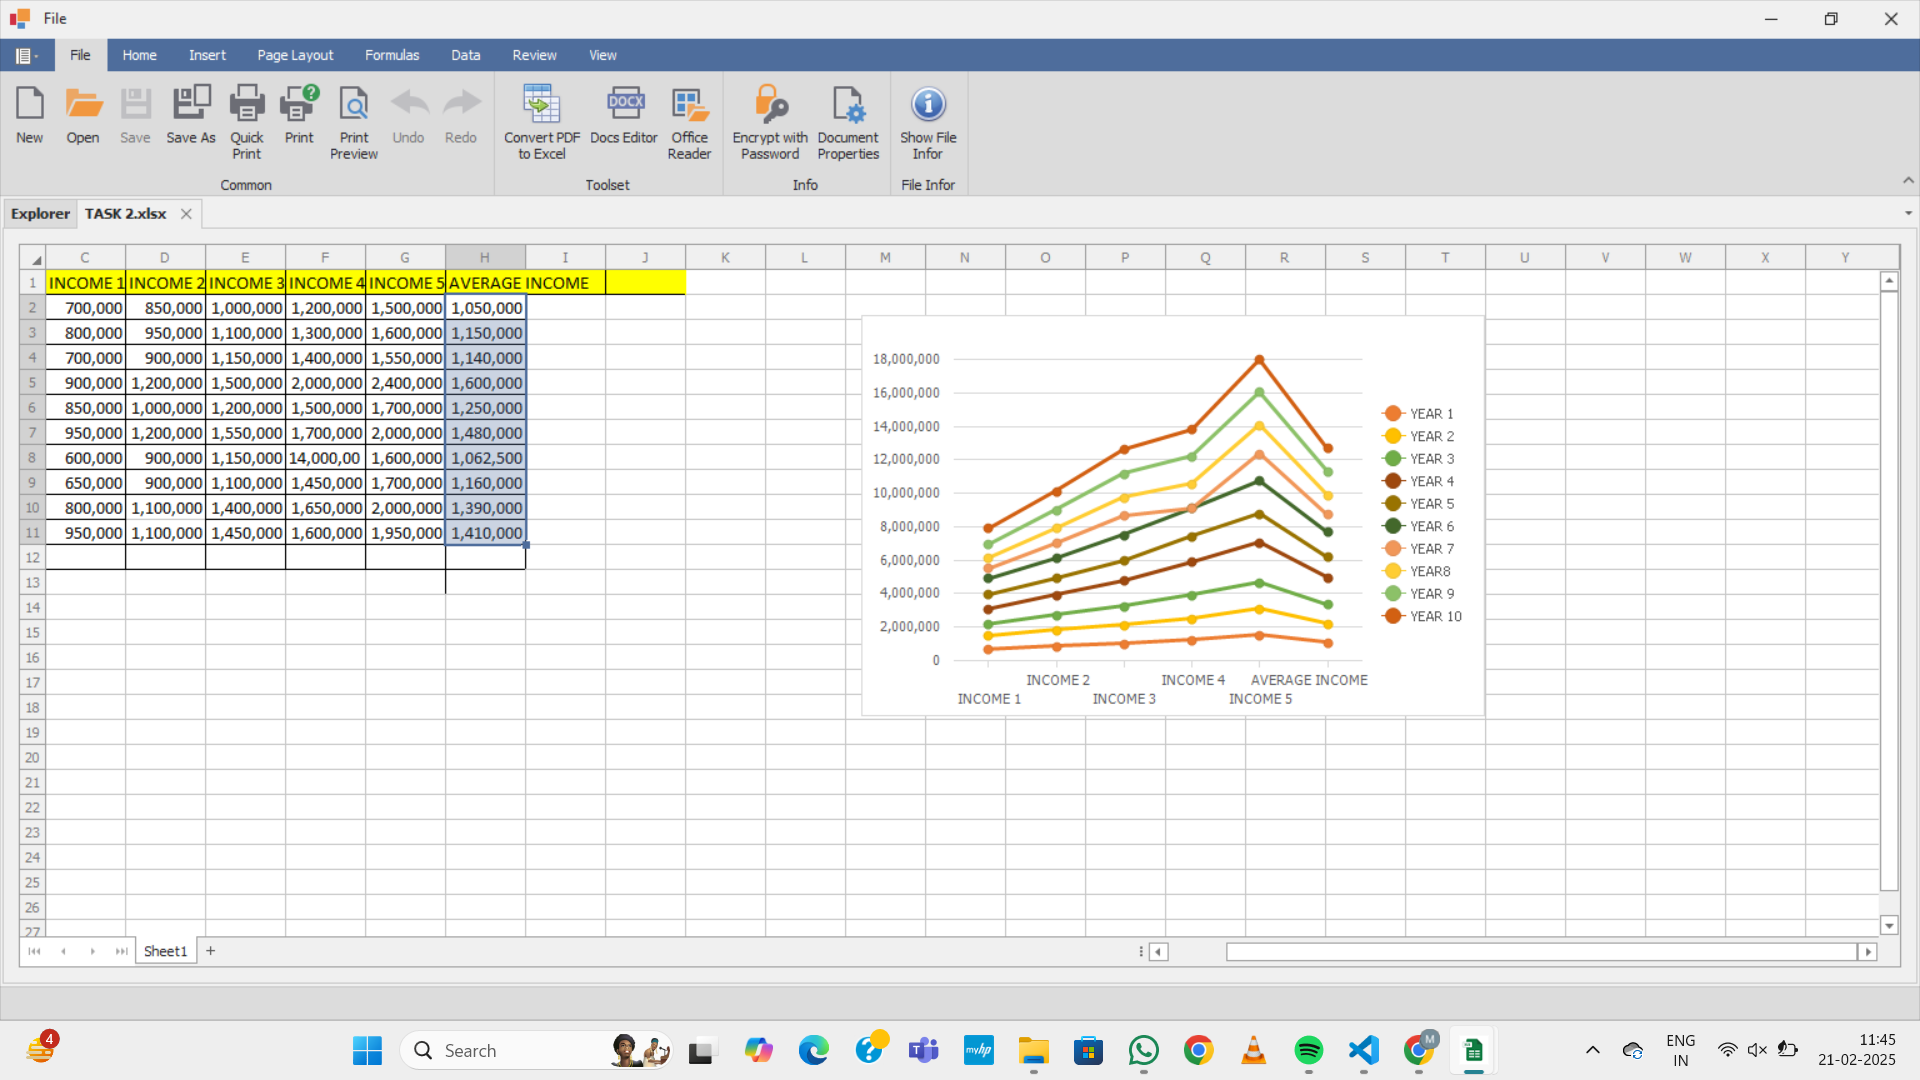 File
File Home Insert Page Layout Formulas Data Review View
New Open Save Save As Quick Print Print Print Preview Undo Redo Convert PDF to Excel DOCX Docs Editor Office Reader Encrypt with Password Document Properties Show File Infor
Common Toolset Info File Infor
Explorer TASK 2.xlsx
C D E F G H I J K L M N O P Q R S T U V W X Y
1 INCOME 1 INCOME 2 INCOME 3 INCOME 4 INCOME 5 AVERAGE INCOME
2 700,000 850,000 1,000,000 1,200,000 1,500,000 1,050,000
3 800,000 950,000 1,100,000 1,300,000 1,600,000 1,150,000
4 700,000 900,000 1,150,000 1,400,000 1,550,000 1,140,000
5 900,000 1,200,000 1,500,000 2,000,000 2,400,000 1,600,000
6 850,000 1,000,000 1,200,000 1,500,000 1,700,000 1,250,000
7 950,000 1,200,000 1,550,000 1,700,000 2,000,000 1,480,000
8 600,000 900,000 1,150,000 14,000,00 1,600,000 1,062,500
9 650,000 900,000 1,100,000 1,450,000 1,700,000 1,160,000
10 800,000 1,100,000 1,400,000 1,650,000 2,000,000 1,390,000
11 950,000 1,100,000 1,450,000 1,600,000 1,950,000 1,410,000
12
13
14
15
16
17
18
19
20
21
22
23
24
25
26
27
18,000,000
16,000,000
14,000,000
12,000,000
10,000,000
8,000,000
6,000,000
4,000,000
2,000,000
0
INCOME 2 INCOME 4 AVERAGE INCOME
INCOME 1 INCOME 3 INCOME 5
YEAR 1
YEAR 2
YEAR 3
YEAR 4
YEAR 5
YEAR 6
YEAR 7
YEAR8
YEAR 9
YEAR 10
Sheet1 +
4 Search myhp M ENG IN 11:45 21-02-2025